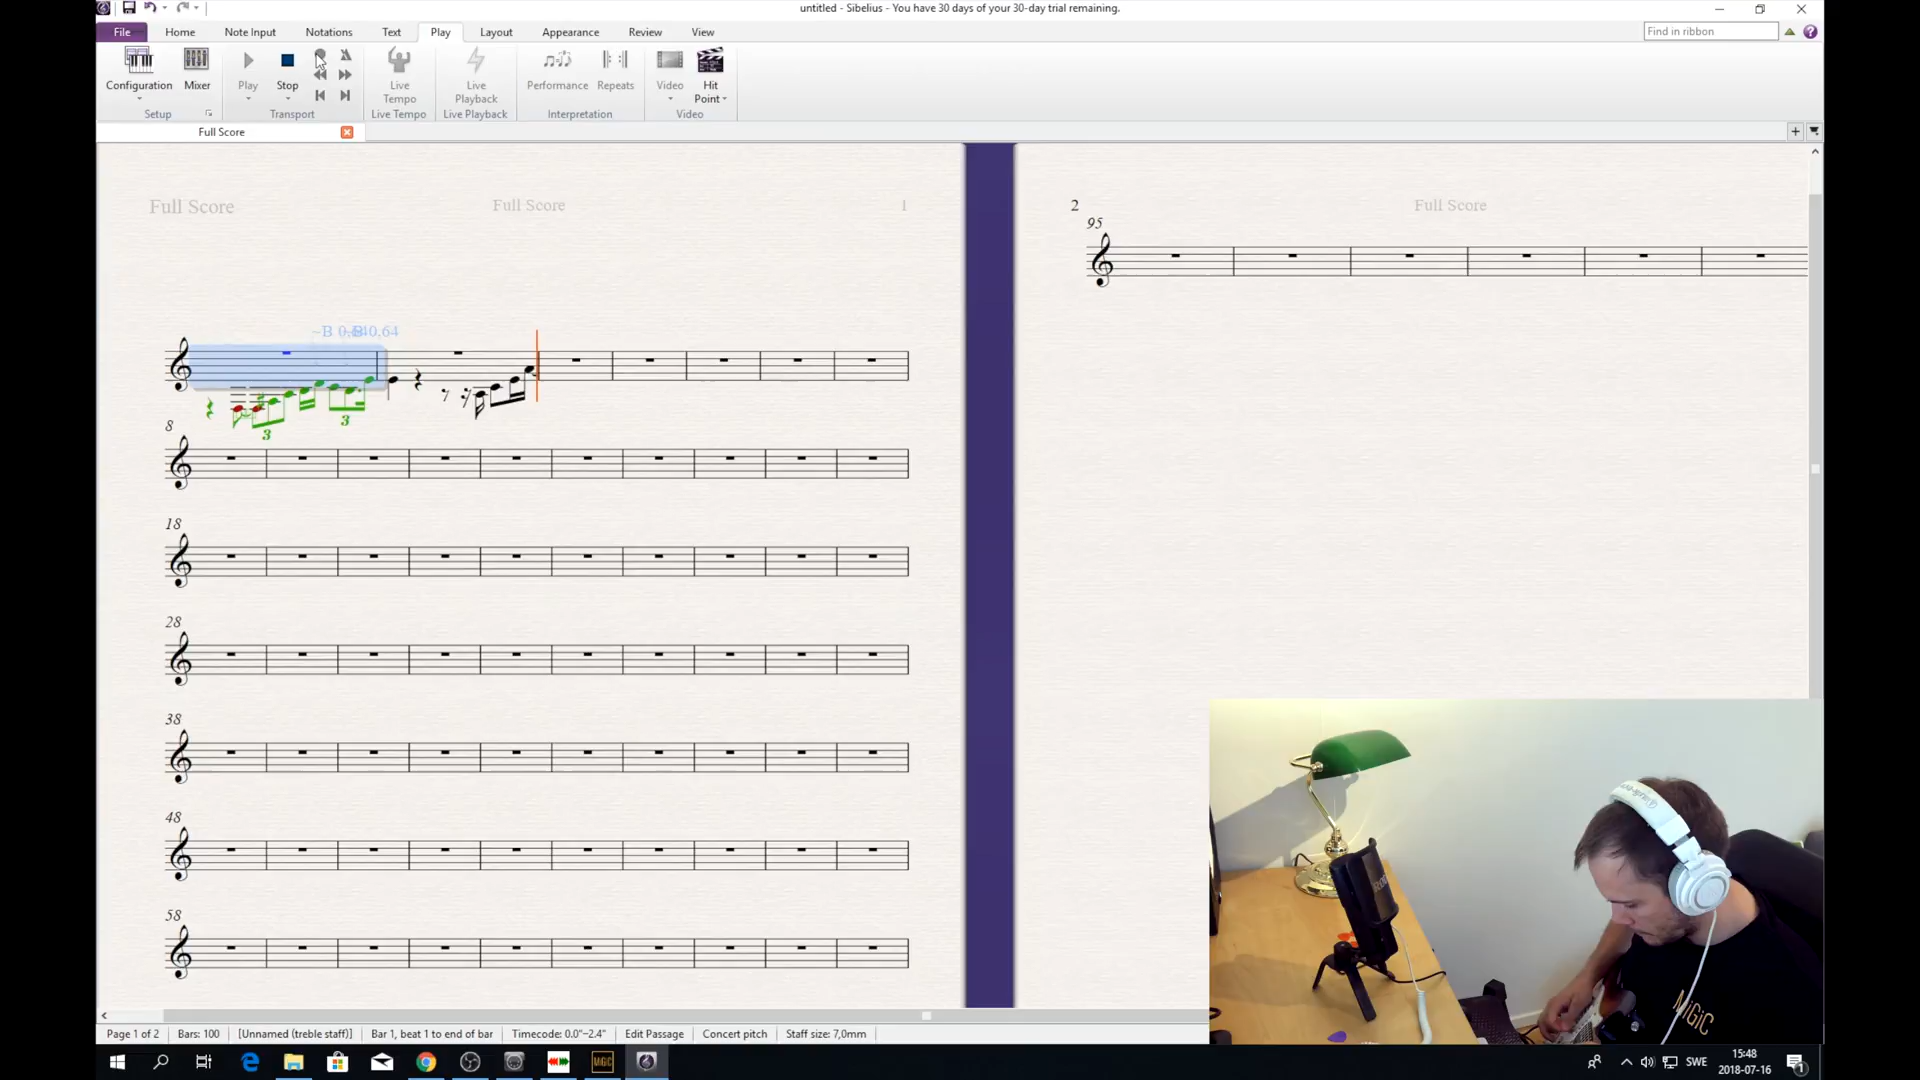 untitled - Sibelius - You have 30 days of your 30-day trial remaining.
File Home Note Input Notations Text Play Layout Appearance Review View Find in ribbon
Configuration Mixer Play Stop Live Tempo Live Playback Performance Repeats Video Hit Point
Setup Transport Live Tempo Live Playback Interpretation Video
Full Score
Full Score Full Score 1 2 Full Score
95
3 3
8
18
28
38
48
58
MiGiC
Page 1 of 2 Bars: 100 [Unnamed (treble staff)] Bar 1, beat 1 to end of bar Timecode: 0.0"–2.4" Edit Passage Concert pitch Staff size: 7,0mm
MiGiC SWE 15:48
2018-07-16 1